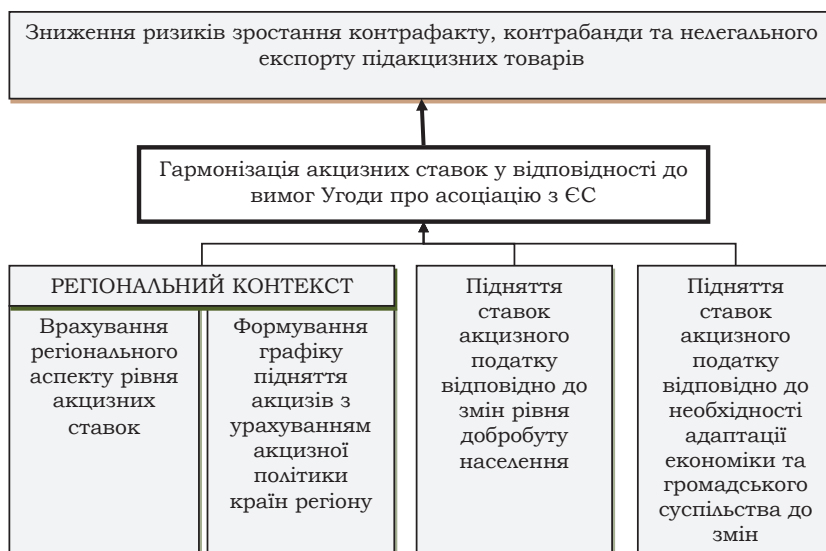 Зниження ризиків зростання контрафакту, контрабанди та нелегального
експорту підакцизних товарів
Гармонізація акцизних ставок у відповідності до
вимог Угоди про асоціацію з ЄС
РЕГІОНАЛЬНИЙ КОНТЕКСТ
Врахування
регіонального
аспекту рівня
акцизних
ставок
Формування
графіку
підняття
акцизів з
урахуванням
акцизної
політики
країн регіону
Підняття
ставок
акцизного
податку
відповідно до
змін рівня
добробуту
населення
Підняття
ставок
акцизного
податку
відповідно до
необхідності
адаптації
економіки та
громадського
суспільства до
змін